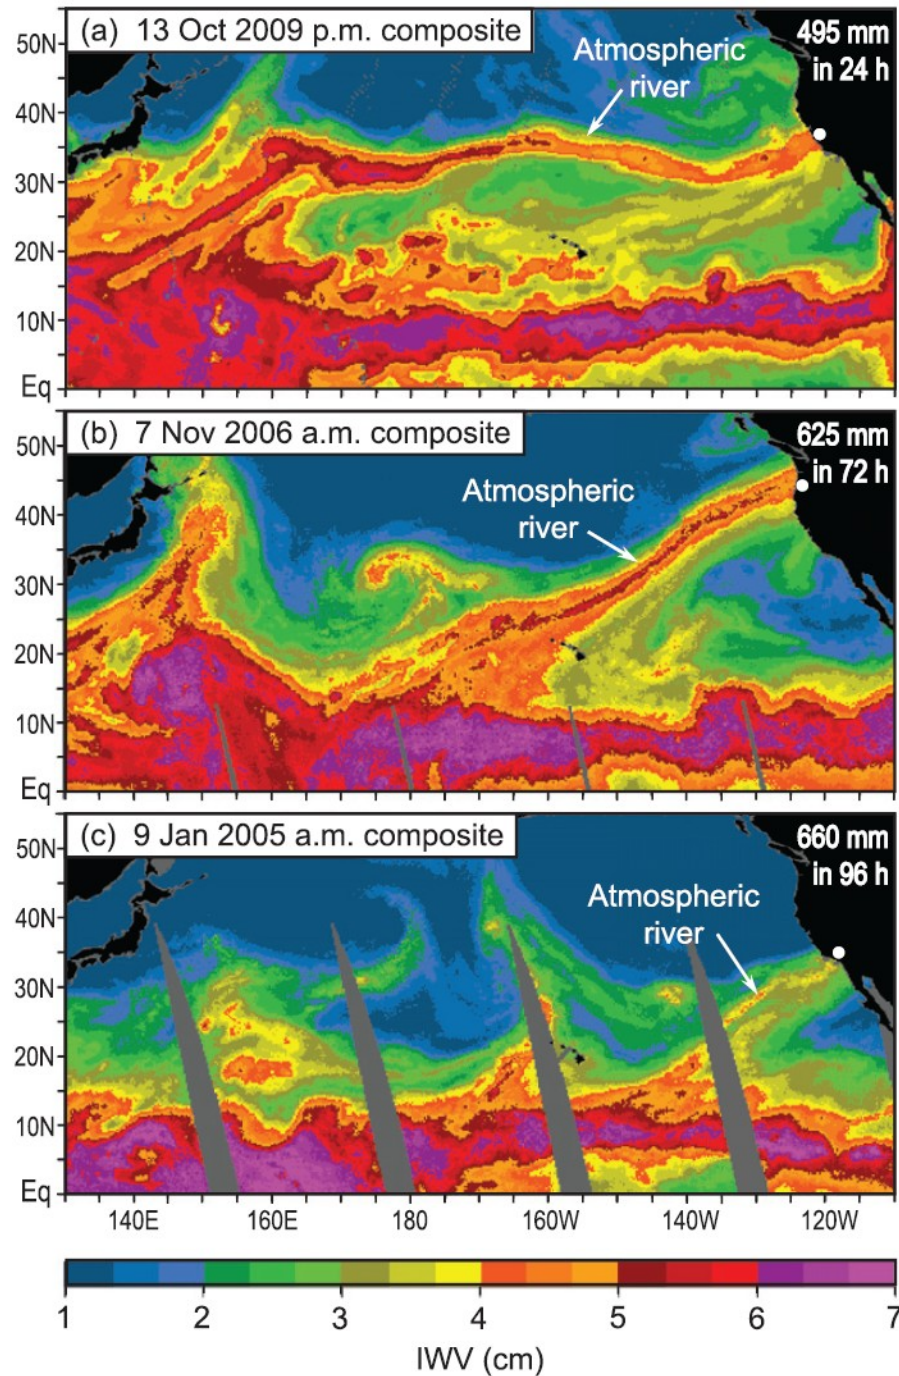 (a) 13 Oct 2009 p.m. composite
495 mm
in 24 h
Atmospheric
river
50N
40N
30N
20N
10N
Eq
(b) 7 Nov 2006 a.m. composite
625 mm
in 72 h
Atmospheric
river
50N
40N
30N
20N
10N
Eq
(c) 9 Jan 2005 a.m. composite
660 mm
in 96 h
Atmospheric
river
50N
40N
30N
20N
10N
Eq
140E 160E 180 160W 140W 120W
1 2 3 4 5 6 7
IWV (cm)